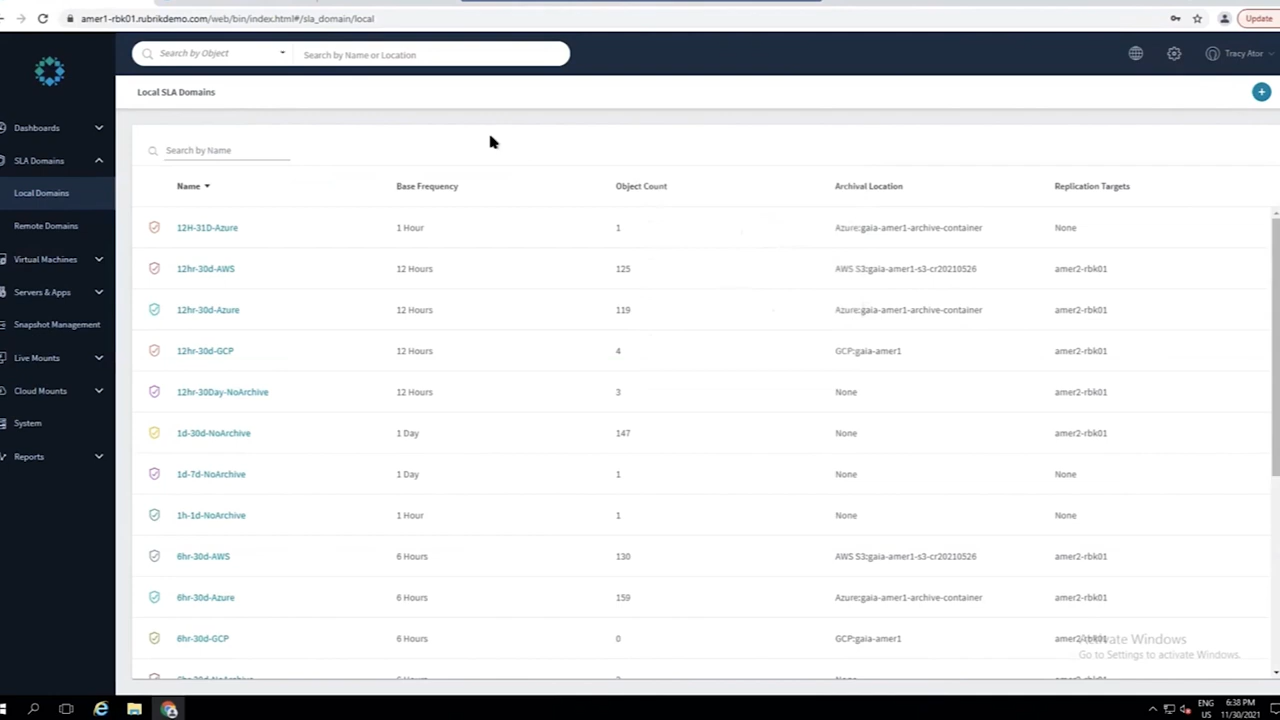 amer1-rbk01.rubrikdemo.com/web/bin/index.html#/sla_domain/local
Update
Search by Object
Search by Name or Location
Tracy Ator
Local SLA Domains
Dashboards
SLA Domains
Local Domains
Remote Domains
Virtual Machines
Servers & Apps
Snapshot Management
Live Mounts
Cloud Mounts
System
Reports
Search by Name
Name Base Frequency Object Count Archival Location Replication Targets
12H-31D-Azure 1 Hour 1 Azure:gaia-amer1-archive-container None
12hr-30d-AWS 12 Hours 125 AWS S3:gaia-amer1-s3-cr20210526 amer2-rbk01
12hr-30d-Azure 12 Hours 119 Azure:gaia-amer1-archive-container amer2-rbk01
12hr-30d-GCP 12 Hours 4 GCP:gaia-amer1 amer2-rbk01
12hr-30Day-NoArchive 12 Hours 3 None amer2-rbk01
1d-30d-NoArchive 1 Day 147 None amer2-rbk01
1d-7d-NoArchive 1 Day 1 None None
1h-1d-NoArchive 1 Hour 1 None None
6hr-30d-AWS 6 Hours 130 AWS S3:gaia-amer1-s3-cr20210526 amer2-rbk01
6hr-30d-Azure 6 Hours 159 Azure:gaia-amer1-archive-container amer2-rbk01
6hr-30d-GCP 6 Hours 0 GCP:gaia-amer1 amer2-rbk01
Activate Windows
Go to Settings to activate Windows.
ENG
US
6:38 PM
11/30/2021